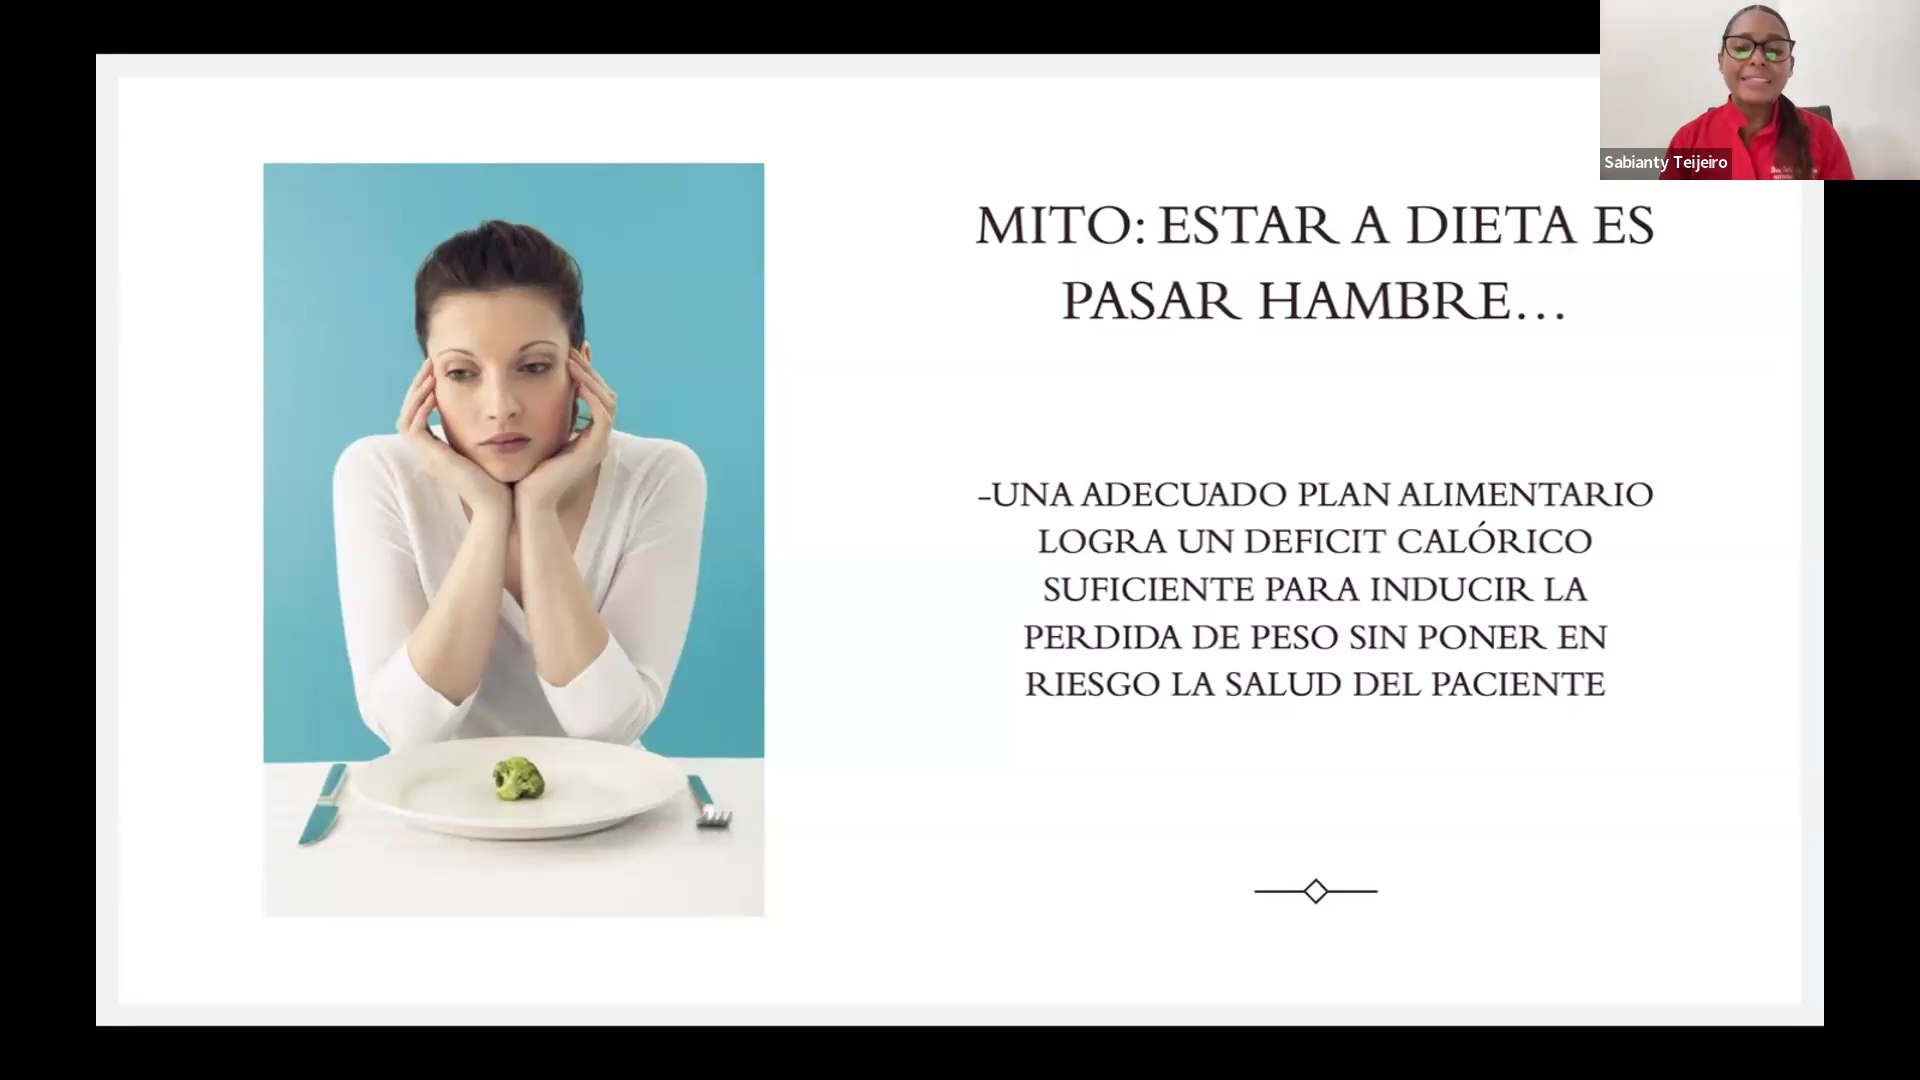 Sabianty Teijeiro
MITO: ESTAR A DIETA ES
PASAR HAMBRE...
-UNA ADECUADO PLAN ALIMENTARIO
LOGRA UN DEFICIT CALÓRICO
SUFICIENTE PARA INDUCIR LA
PERDIDA DE PESO SIN PONER EN
RIESGO LA SALUD DEL PACIENTE